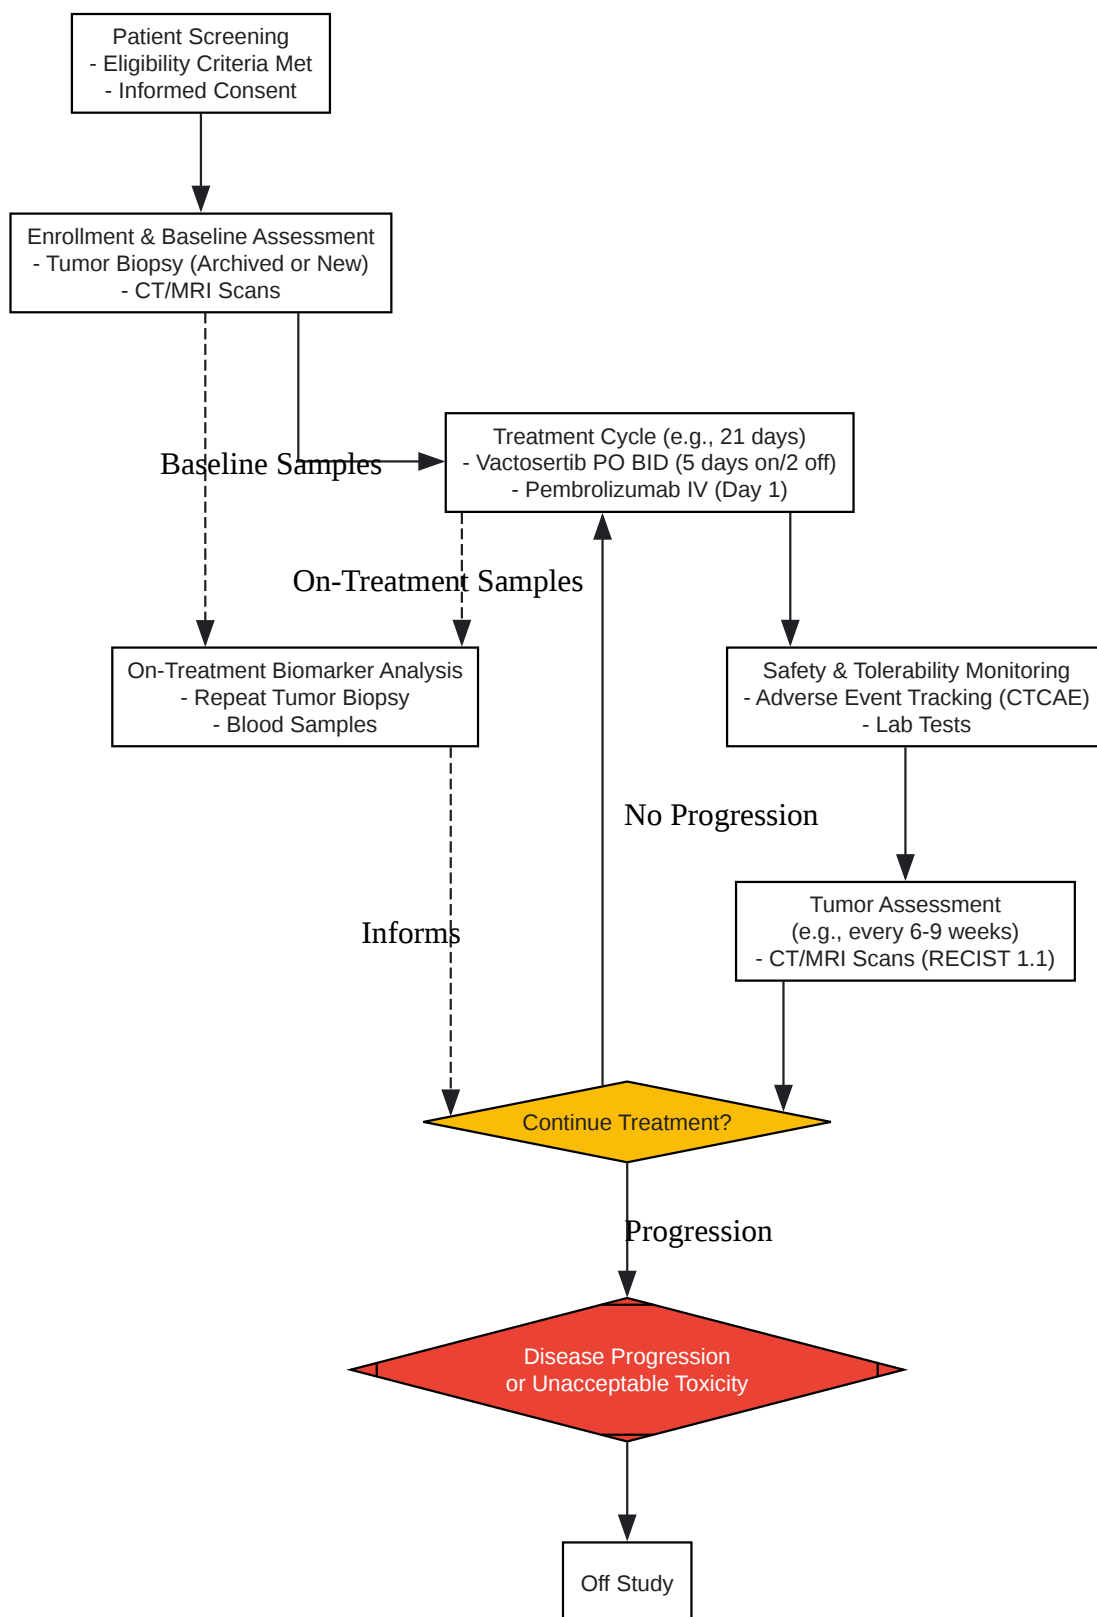 Patient Screening
- Eligibility Criteria Met
- Informed Consent
Enrollment & Baseline Assessment
- Tumor Biopsy (Archived or New)
- CT/MRI Scans
Treatment Cycle (e.g., 21 days)
- Vactosertib PO BID (5 days on/2 off)
- Pembrolizumab IV (Day 1)
Baseline Samples
On-Treatment Samples
On-Treatment Biomarker Analysis
- Repeat Tumor Biopsy
- Blood Samples
Safety & Tolerability Monitoring
- Adverse Event Tracking (CTCAE)
- Lab Tests
No Progression
Tumor Assessment
(e.g., every 6-9 weeks)
- CT/MRI Scans (RECIST 1.1)
Informs
Continue Treatment?
Progression
Disease Progression
or Unacceptable Toxicity
Off Study